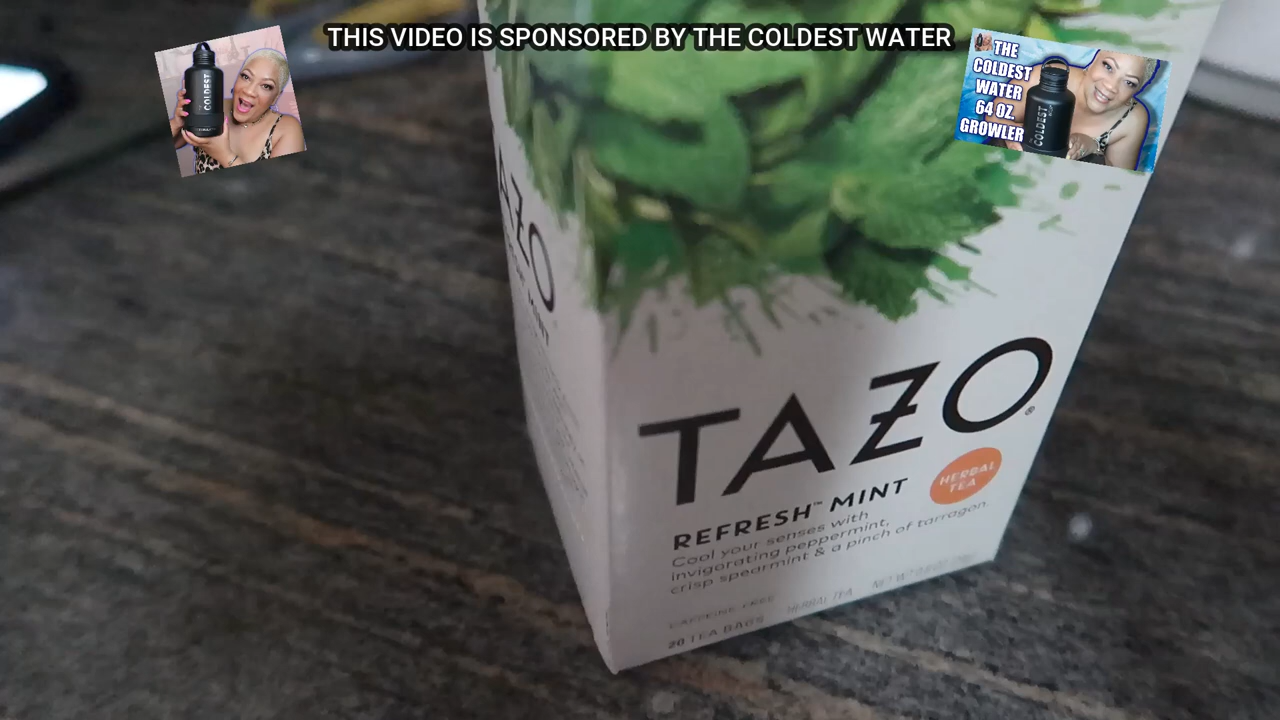 THIS VIDEO IS SPONSORED BY THE COLDEST WATER
COLDEST
THE
COLDEST
WATER
64 OZ.
GROWLER
COLDEST
TAZO
MINT
TAZO®
HERBAL
TEA
REFRESH™ MINT
Cool your senses with
invigorating peppermint,
crisp spearmint & a pinch of tarragon.
CAFFEINE-FREE HERBAL TEA
20 TEA BAGS